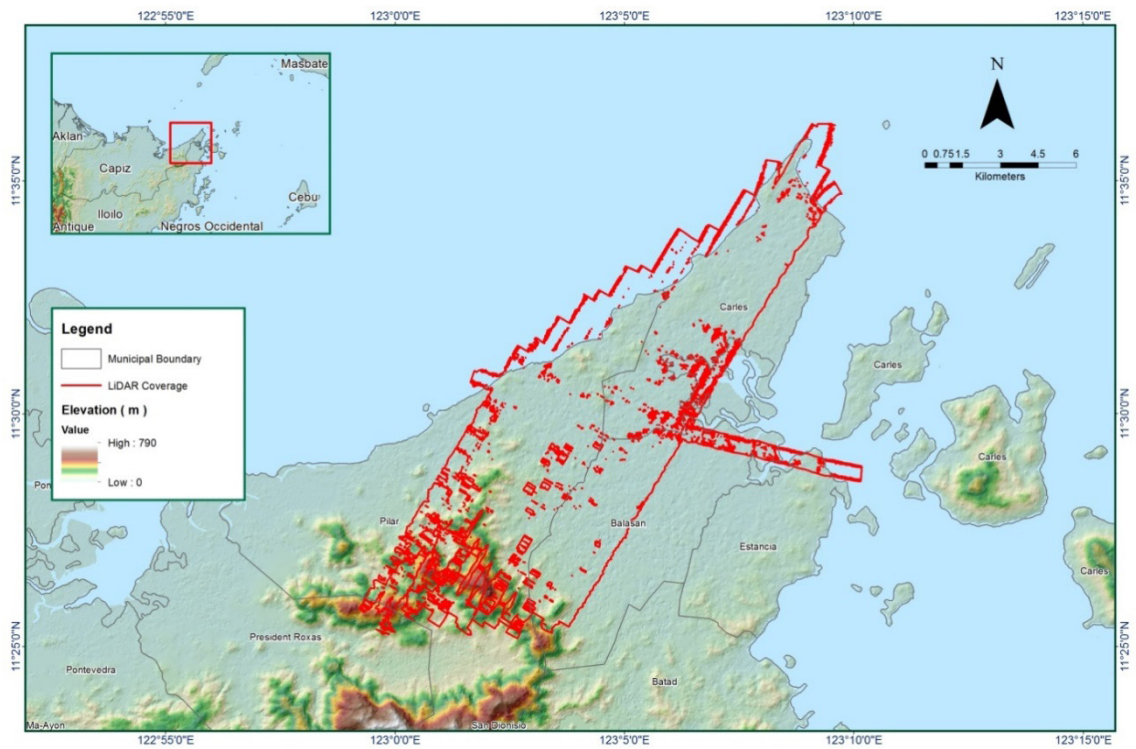 122°55'0"E 123°0'0"E 123°5'0"E 123°10'0"E 123°15'0"E
Masbate
Aklan
Capiz
Iloilo
Cebu
Antique
Negros Occidental
N
0 0.75 1.5 3 4.5 6
Kilometers
11°35'0"N
11°35'0"N
Legend
Municipal Boundary
LiDAR Coverage
Elevation ( m )
Value
High : 790
Low : 0
Carles
Carles
11°30'0"N
11°30'0"N
Carles
Pilar
Balasan
Estancia
Carles
President Roxas
11°25'0"N
11°25'0"N
Pontevedra
Batad
Ma-Ayon
San Dionisio
122°55'0"E 123°0'0"E 123°5'0"E 123°10'0"E 123°15'0"E